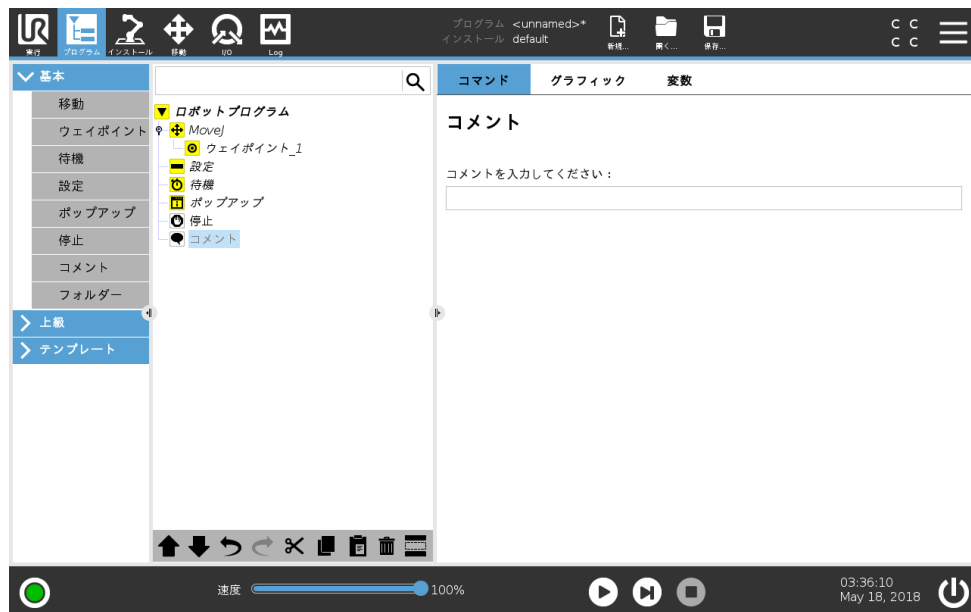 プログラム <unnamed>*
インストール default
C C
C C
実行 プログラム インストール 移動 I/O Log 新規... 開く... 保存...
基本
移動
ウェイポイント
待機
設定
ポップアップ
停止
コメント
フォルダー
上級
テンプレート
ロボットプログラム
MoveJ
ウェイポイント_1
設定
待機
ポップアップ
停止
コメント
コマンド グラフィック 変数
コメント
コメントを入力してください：
速度 100%
03:36:10
May 18, 2018